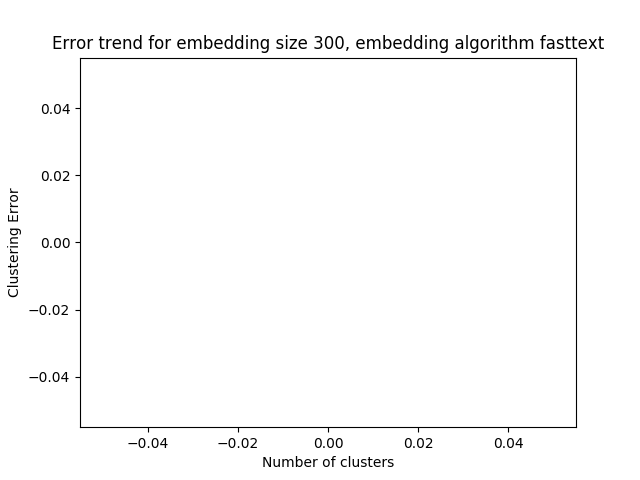 Error trend for embedding size 300, embedding algorithm fasttext
0.04
0.02
0.00
−0.02
−0.04
Clustering Error
−0.04 −0.02 0.00 0.02 0.04
Number of clusters